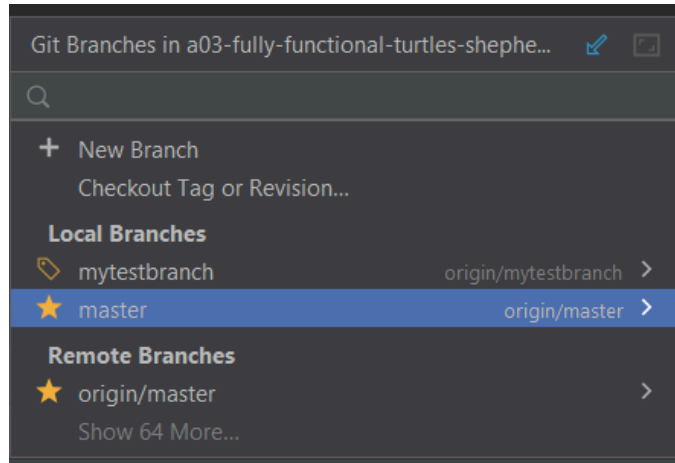 Git Branches in a03-fully-functional-turtles-shephe...
New Branch
Checkout Tag or Revision...
Local Branches
mytestbranch origin/mytestbranch
master origin/master
Remote Branches
origin/master
Show 64 More...